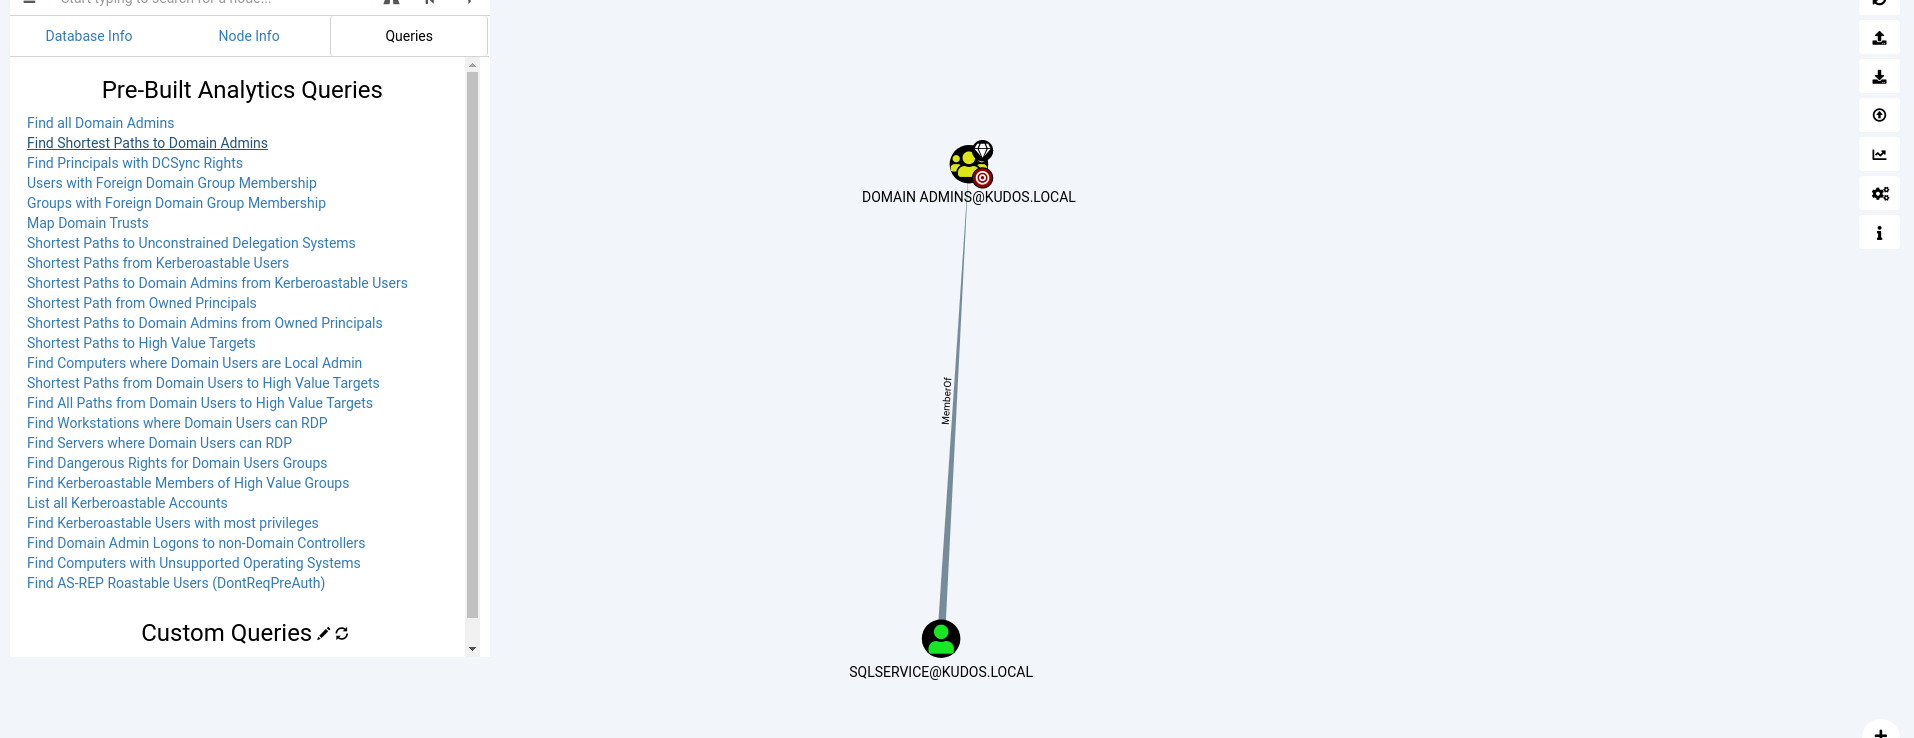 Start typing to search for a node...
Database Info
Node Info
Queries
Pre-Built Analytics Queries
Find all Domain Admins
Find Shortest Paths to Domain Admins
Find Principals with DCSync Rights
Users with Foreign Domain Group Membership
Groups with Foreign Domain Group Membership
Map Domain Trusts
Shortest Paths to Unconstrained Delegation Systems
Shortest Paths from Kerberoastable Users
Shortest Paths to Domain Admins from Kerberoastable Users
Shortest Path from Owned Principals
Shortest Paths to Domain Admins from Owned Principals
Shortest Paths to High Value Targets
Find Computers where Domain Users are Local Admin
Shortest Paths from Domain Users to High Value Targets
Find All Paths from Domain Users to High Value Targets
Find Workstations where Domain Users can RDP
Find Servers where Domain Users can RDP
Find Dangerous Rights for Domain Users Groups
Find Kerberoastable Members of High Value Groups
List all Kerberoastable Accounts
Find Kerberoastable Users with most privileges
Find Domain Admin Logons to non-Domain Controllers
Find Computers with Unsupported Operating Systems
Find AS-REP Roastable Users (DontReqPreAuth)
Custom Queries
DOMAIN ADMINS@KUDOS.LOCAL
MemberOf
SQLSERVICE@KUDOS.LOCAL